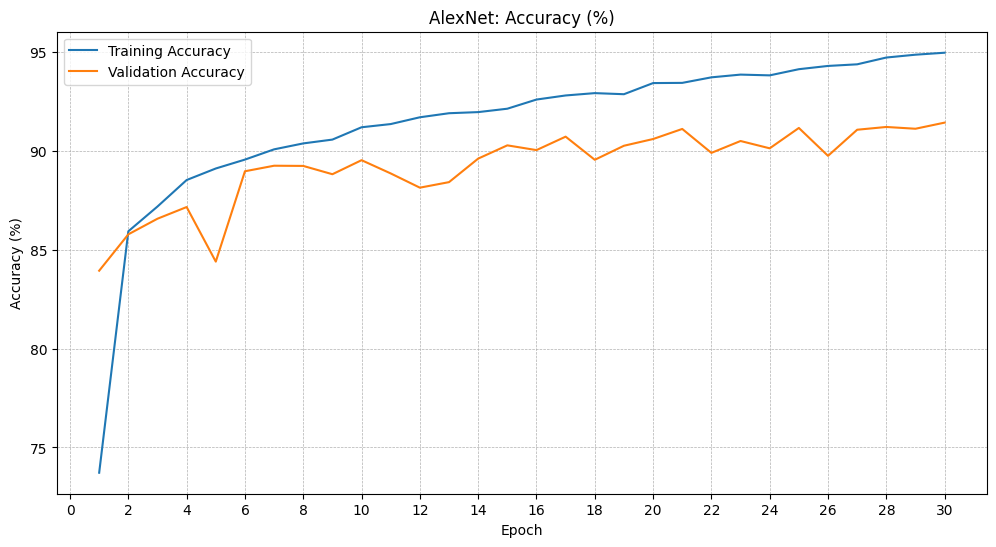 AlexNet: Accuracy (%)
Training Accuracy
Validation Accuracy
Accuracy (%)
95
90
85
80
75
0 2 4 6 8 10 12 14 16 18 20 22 24 26 28 30
Epoch